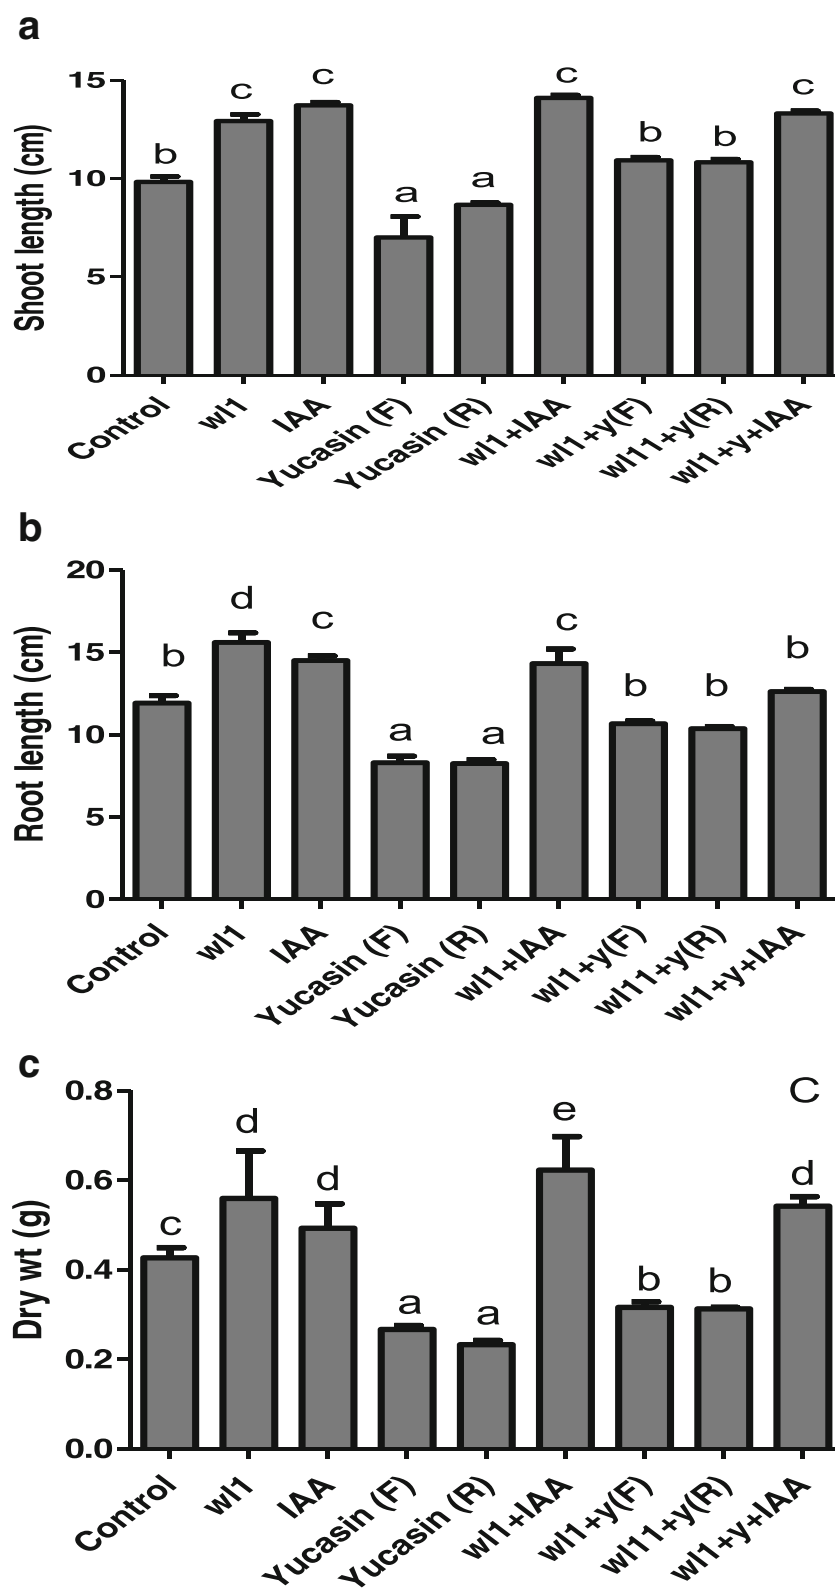 a
Shoot length (cm)
15
10
5
0
b
c
c
a
a
c
b
b
c
Control
wl1
IAA
Yucasin (F)
Yucasin (R)
wl1+IAA
wl1+y(F)
wl11+y(R)
wl1+y+IAA
b
Root length (cm)
20
15
10
5
0
b
d
c
a
a
c
b
b
b
Control
wl1
IAA
Yucasin (F)
Yucasin (R)
wl1+IAA
wl1+y(F)
wl11+y(R)
wl1+y+IAA
c
Dry wt (g)
0.8
0.6
0.4
0.2
0.0
C
c
d
d
a
a
e
b
b
d
Control
wl1
IAA
Yucasin (F)
Yucasin (R)
wl1+IAA
wl1+y(F)
wl11+y(R)
wl1+y+IAA